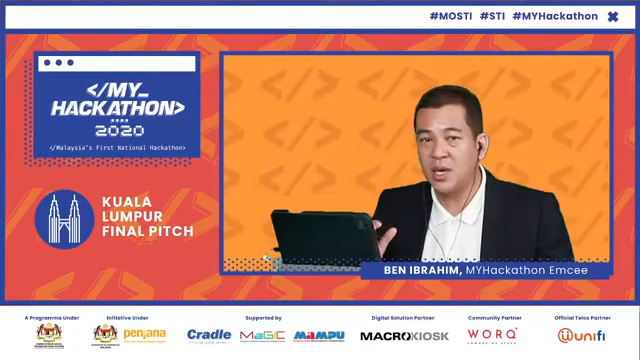 #MOSTI #STI #MYHackathon
</MY_
HACKATHON>
2020
</Malaysia's First National Hackathon>
KUALA
LUMPUR
FINAL PITCH
BEN IBRAHIM, MYHackathon Emcee
A Programme Under
Initiative Under
Supported by
Digital Solution Partner
Community Partner
Official Telco Partner
penjana
Cradle
MaGIC
MAMPU
MACROKIOSK
WORQ
unifi